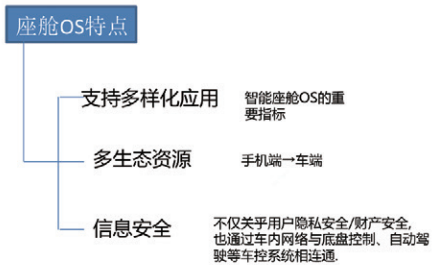 座舱OS特点
支持多样化应用
智能座舱OS的重
要指标
多生态资源
手机端→车端
信息安全
不仅关乎用户隐私安全/财产安全,
也通过车内网络与底盘控制、自动驾
驶等车控系统相连通.